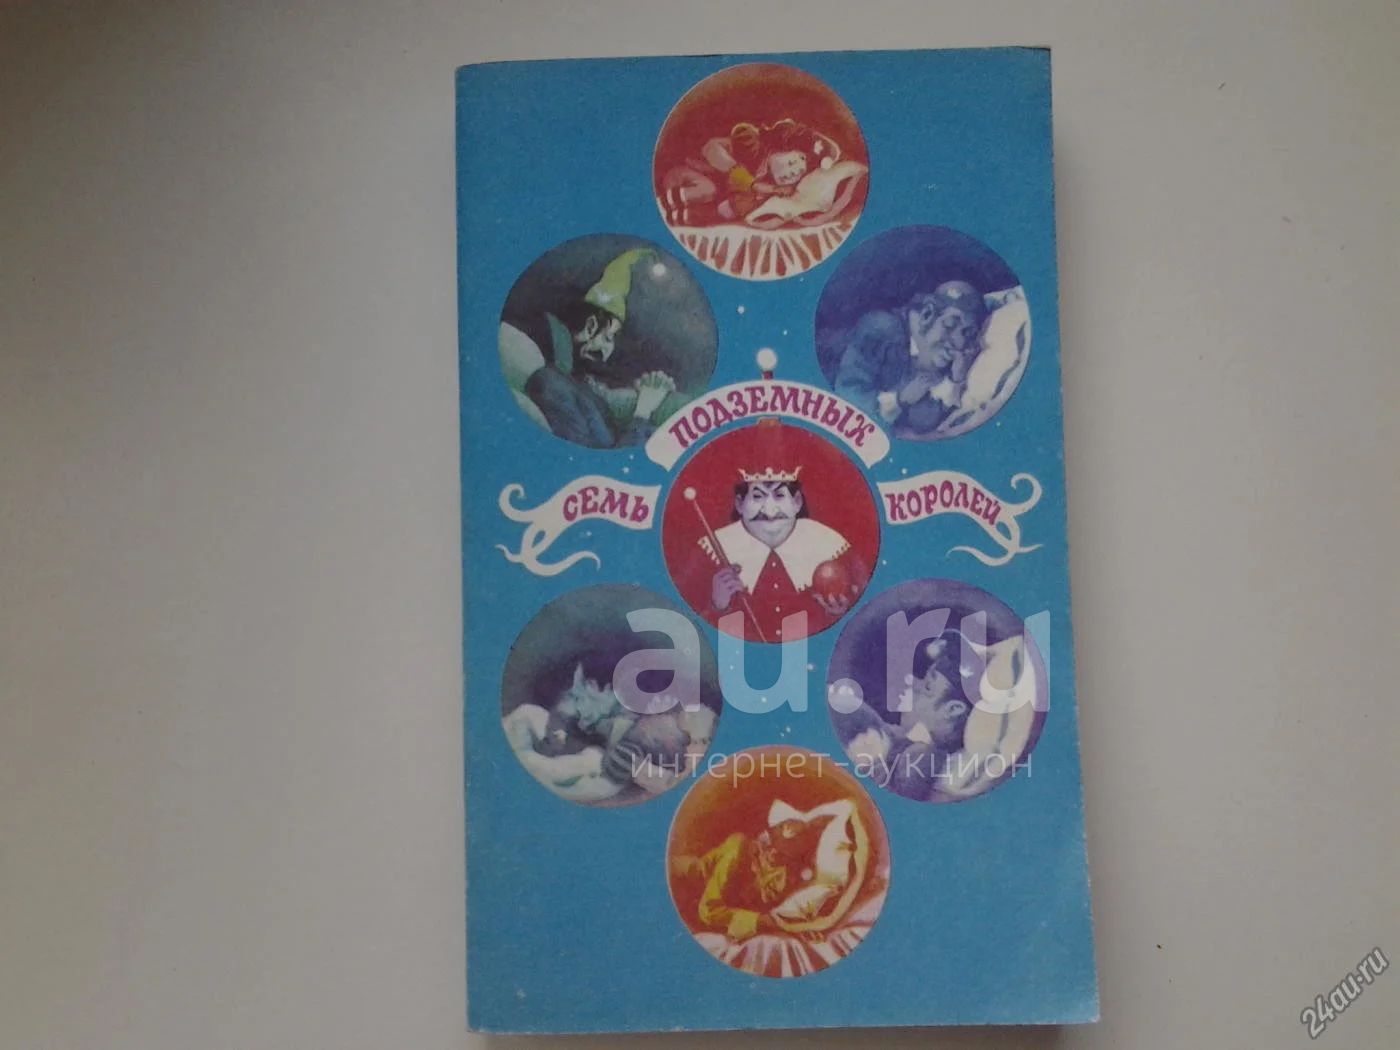 ПОДЗЕМНЫХ
СЕМЬ
КОРОЛЕЙ
au.ru
интернет-аукцион
24au.ru